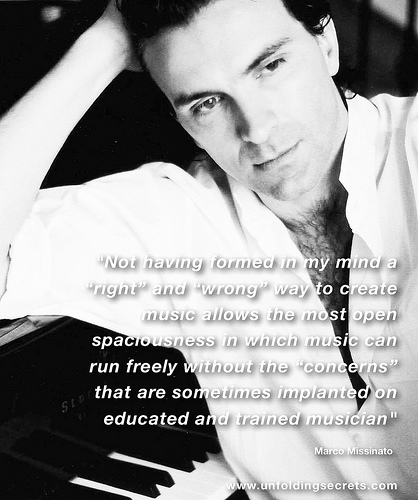 "Not having formed in my mind a
"right" and "wrong" way to create
music allows the most open
spaciousness in which music can
run freely without the "concerns"
that are sometimes implanted on
educated and trained musician"
Marco Missinato
www.unfoldingsecrets.com